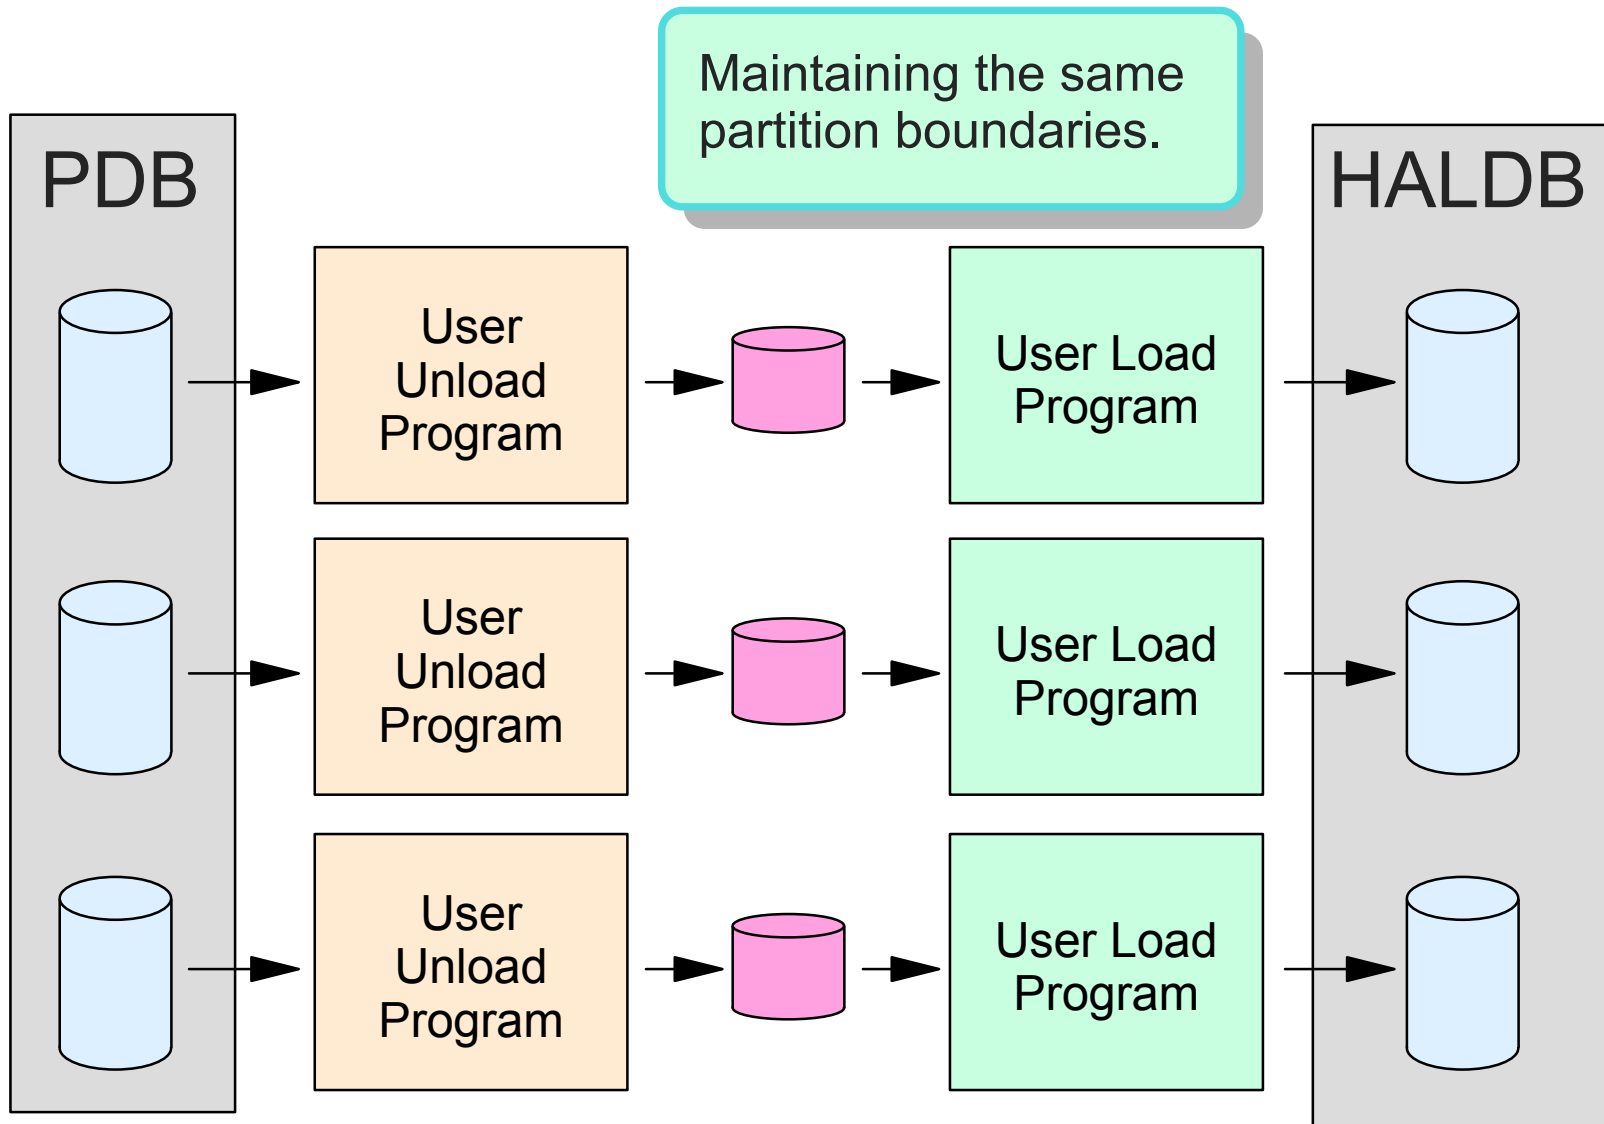 Maintaining the same
partition boundaries.
PDB
HALDB
User
Unload
Program
User Load
Program
User
Unload
Program
User Load
Program
User
Unload
Program
User Load
Program